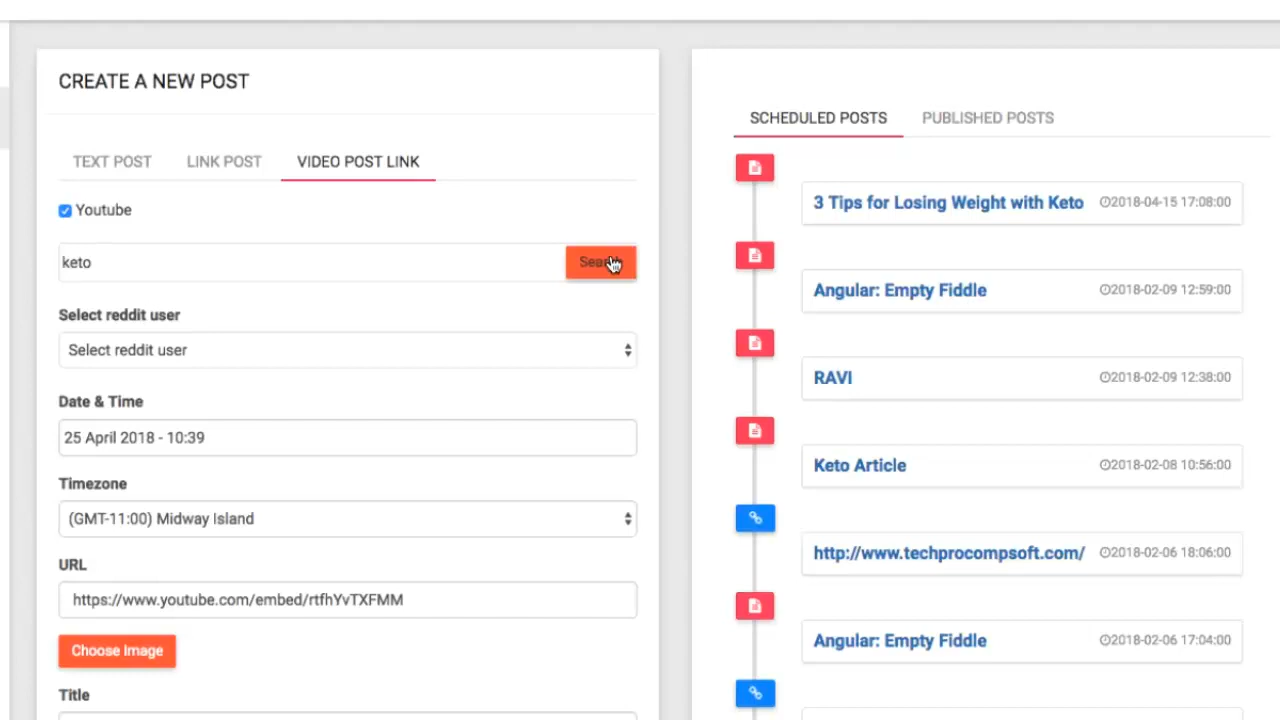 CREATE A NEW POST
TEXT POST LINK POST VIDEO POST LINK
Youtube
keto
Search
Select reddit user
Select reddit user
Date & Time
25 April 2018 - 10:39
Timezone
(GMT-11:00) Midway Island
URL
https://www.youtube.com/embed/rtfhYvTXFMM
Choose Image
Title
SCHEDULED POSTS PUBLISHED POSTS
3 Tips for Losing Weight with Keto 2018-04-15 17:08:00
Angular: Empty Fiddle 2018-02-09 12:59:00
RAVI 2018-02-09 12:38:00
Keto Article 2018-02-08 10:56:00
http://www.techprocompsoft.com/ 2018-02-06 18:06:00
Angular: Empty Fiddle 2018-02-06 17:04:00